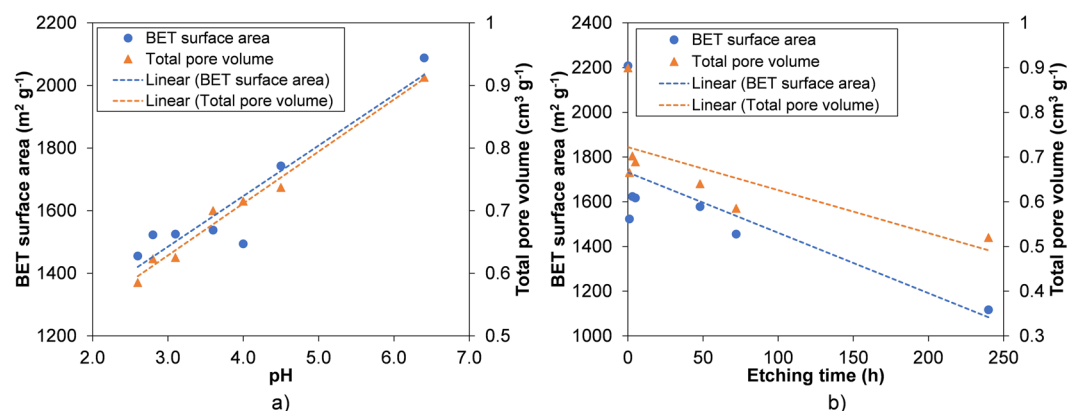 2200
2000
1800
1600
1400
1200
BET surface area (m² g⁻¹)
BET surface area
Total pore volume
Linear (BET surface area)
Linear (Total pore volume)
1
0.9
0.8
0.7
0.6
0.5
Total pore volume (cm³ g⁻¹)
2.0 3.0 4.0 5.0 6.0 7.0
pH
a)
2400
2200
2000
1800
1600
1400
1200
1000
BET surface area (m² g⁻¹)
BET surface area
Total pore volume
Linear (BET surface area)
Linear (Total pore volume)
1
0.9
0.8
0.7
0.6
0.5
0.4
0.3
Total pore volume (cm³ g⁻¹)
0 50 100 150 200 250
Etching time (h)
b)